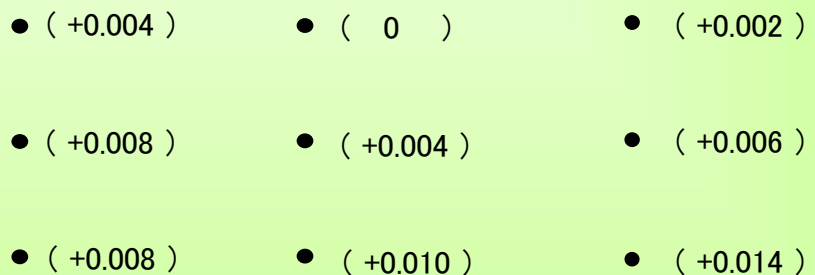 ● ( +0.004 ) ● ( 0 ) ● ( +0.002 )
● ( +0.008 ) ● ( +0.004 ) ● ( +0.006 )
● ( +0.008 ) ● ( +0.010 ) ● ( +0.014 )